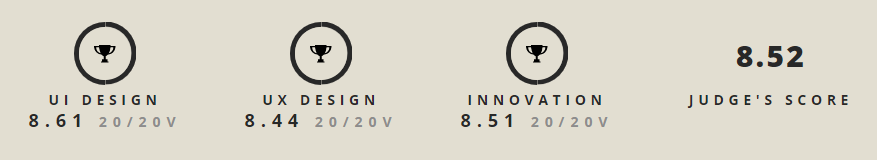 8.52
UI DESIGN UX DESIGN INNOVATION JUDGE'S SCORE
8.61 20/20V 8.44 20/20V 8.51 20/20V